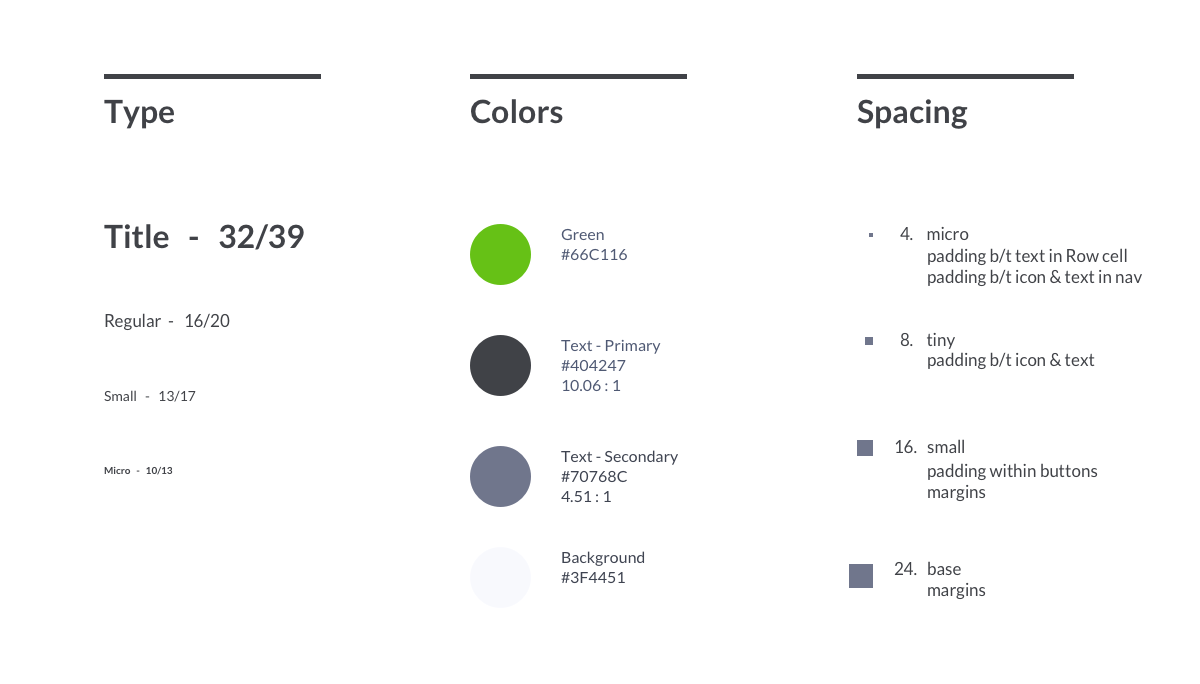 Type
Title - 32/39
Regular - 16/20
Small - 13/17
Micro - 10/13
Colors
Green
#66C116
Text - Primary
#404247
10.06 : 1
Text - Secondary
#70768C
4.51 : 1
Background
#3F4451
Spacing
4. micro
padding b/t text in Row cell
padding b/t icon & text in nav
8. tiny
padding b/t icon & text
16. small
padding within buttons
margins
24. base
margins